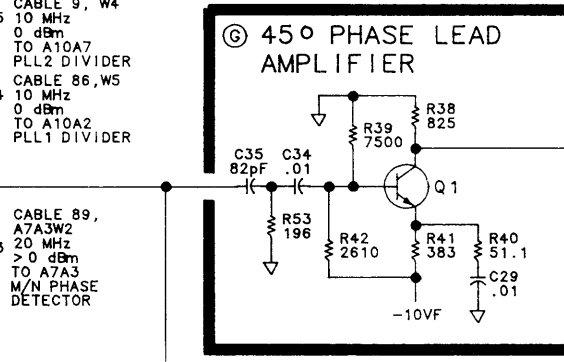 CABLE 9, W4
5 10 MHz
0 dBm
TO A10A7
PLL2 DIVIDER
CABLE 86,W5
10 MHz
0 dBm
TO A10A2
PLL1 DIVIDER
CABLE 89,
A7A3W2
20 MHz
>0 dBm
TO A7A3
M/N PHASE
DETECTOR
G 45° PHASE LEAD
AMPLIFIER
R38
825
R39
7500
C35
82pF
C34
.01
Q1
R53
196
R42
2610
R41
383
R40
51.1
C29
.01
-10VF